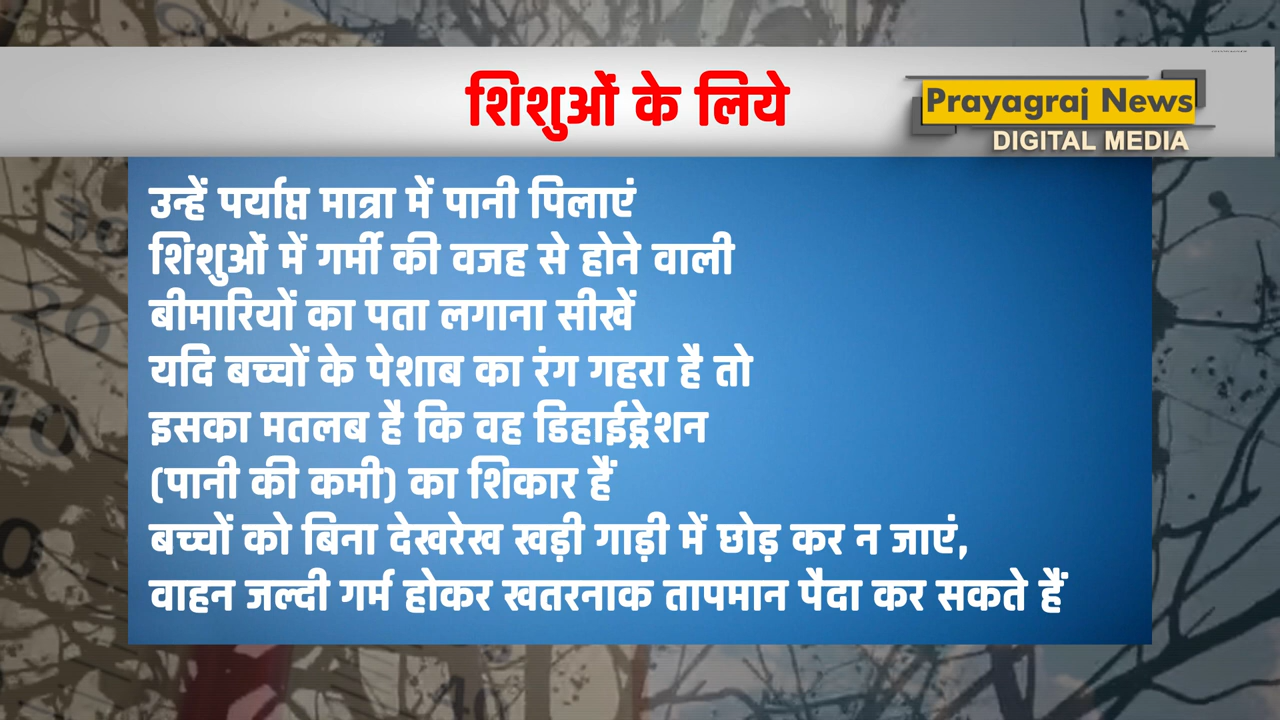 शिशुओं के लिये
Prayagraj News
DIGITAL MEDIA
उन्हें पर्याप्त मात्रा में पानी पिलाएं
शिशुओं में गर्मी की वजह से होने वाली
बीमारियों का पता लगाना सीखें
यदि बच्चों के पेशाब का रंग गहरा है तो
इसका मतलब है कि वह डिहाईड्रेशन
(पानी की कमी) का शिकार हैं
बच्चों को बिना देखरेख खड़ी गाड़ी में छोड़ कर न जाएं,
वाहन जल्दी गर्म होकर खतरनाक तापमान पैदा कर सकते हैं